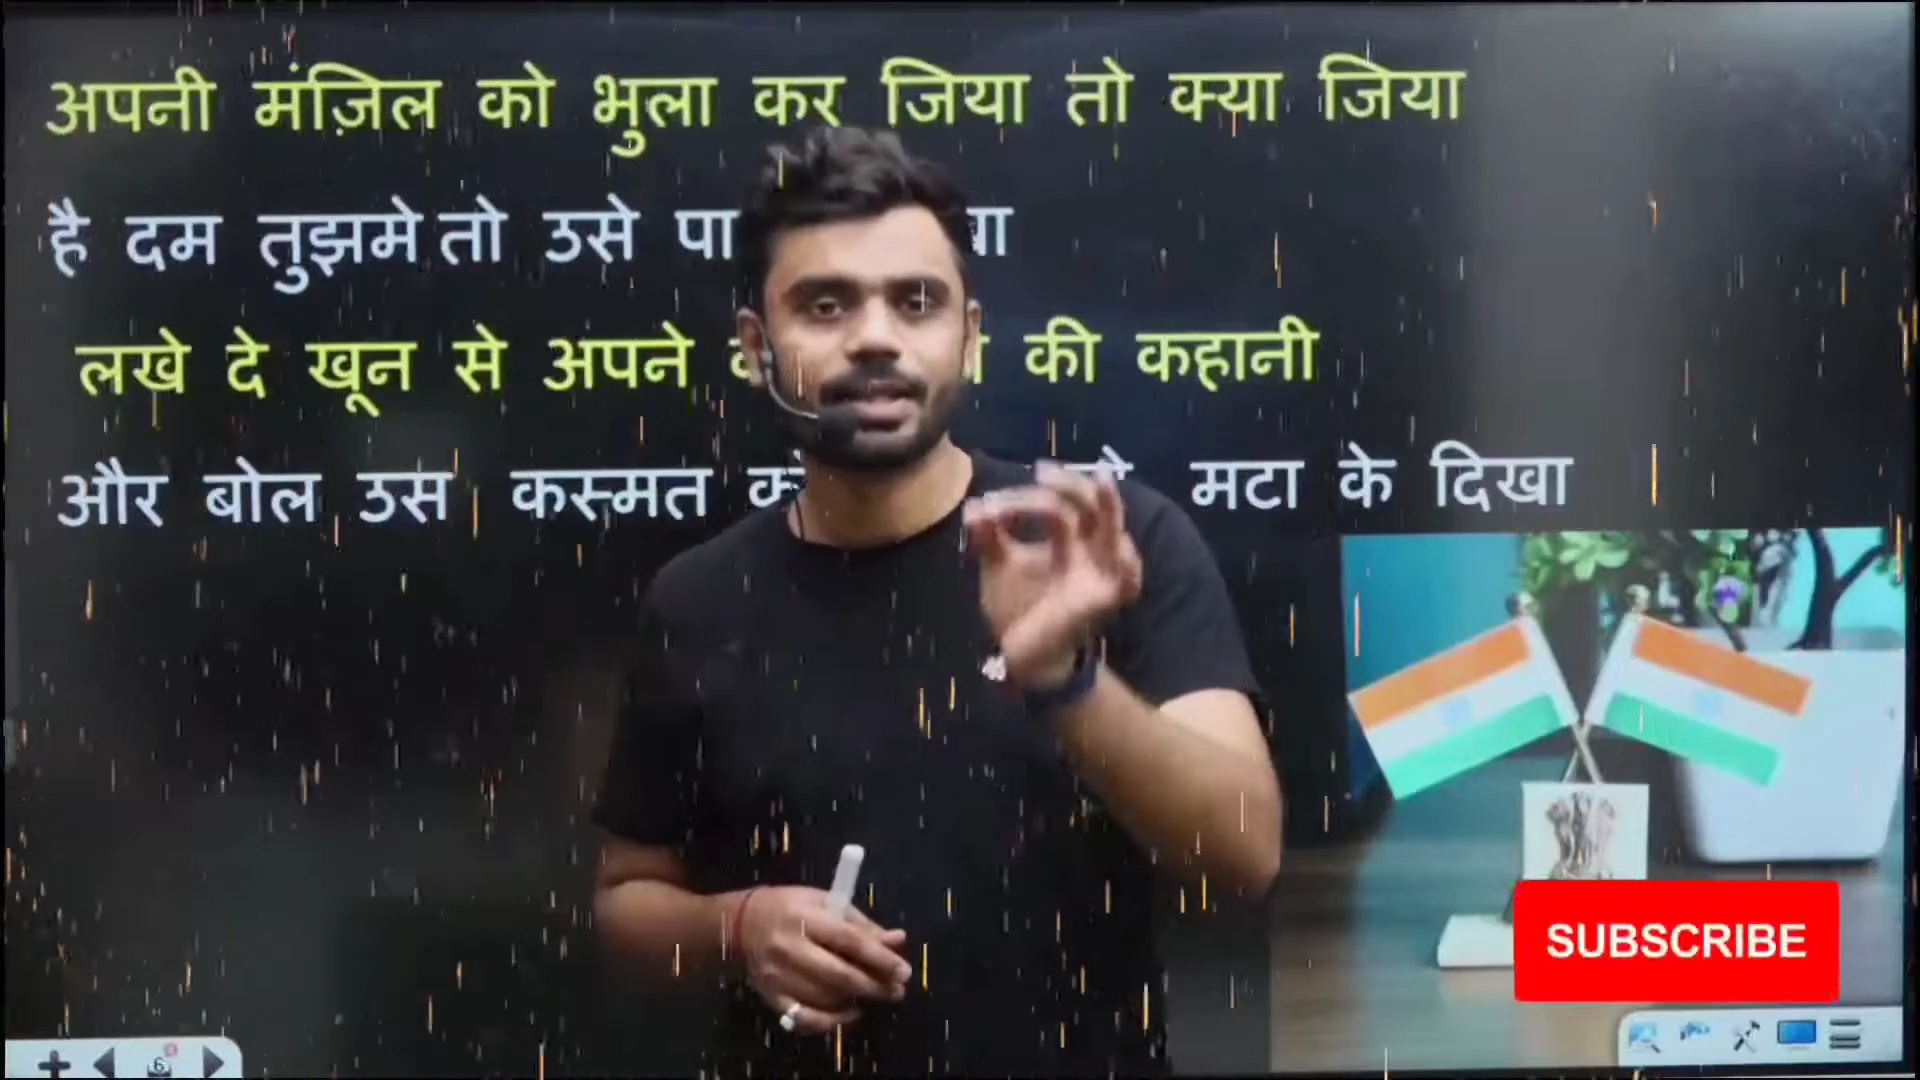 अपनी मंज़िल को भुला कर जिया तो क्या जिया
है दम तुझमे तो उसे पा
लखे दे खून से अपने की कहानी
और बोल उस कस्मत मटा के दिखा
SUBSCRIBE